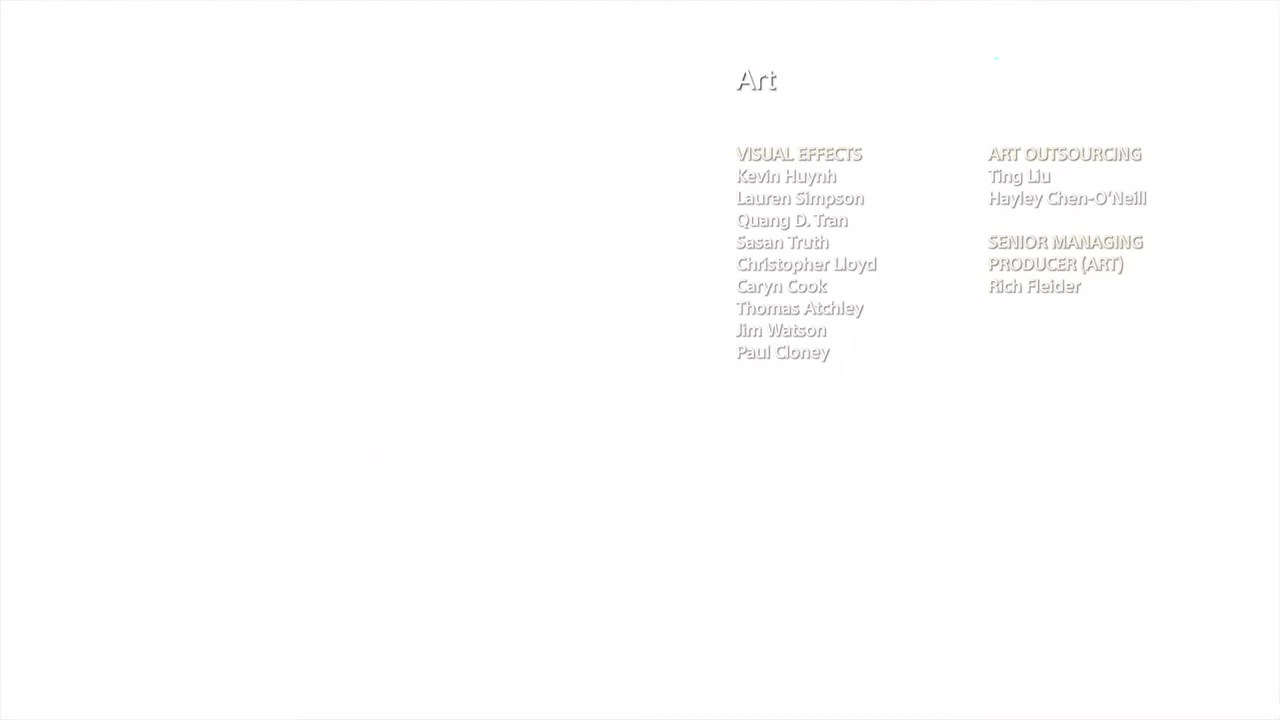 Art
VISUAL EFFECTS
Kevin Huynh
Lauren Simpson
Quang D. Tran
Sasan Truth
Christopher Lloyd
Caryn Cook
Thomas Atchley
Jim Watson
Paul Cloney
ART OUTSOURCING
Ting Liu
Hayley Chen-O'Neill
SENIOR MANAGING
PRODUCER (ART)
Rich Fleider